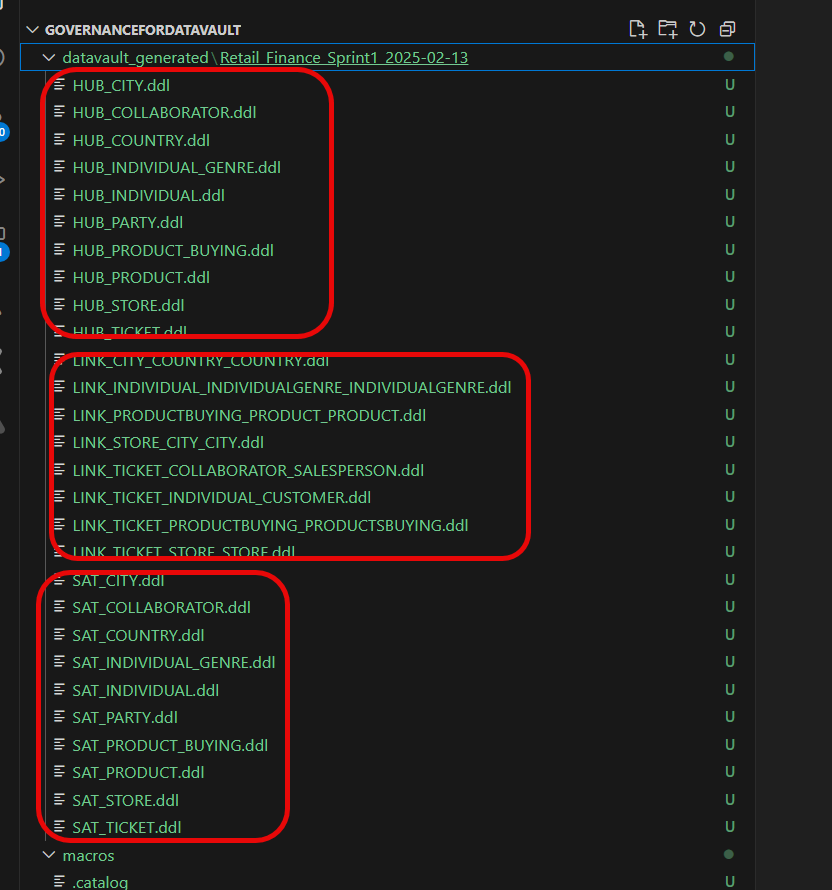 GOVERNANCEFORDATAVAULT
datavault_generated\Retail_Finance_Sprint1_2025-02-13
HUB_CITY.ddl U
HUB_COLLABORATOR.ddl U
HUB_COUNTRY.ddl U
HUB_INDIVIDUAL_GENRE.ddl U
HUB_INDIVIDUAL.ddl U
HUB_PARTY.ddl U
HUB_PRODUCT_BUYING.ddl U
HUB_PRODUCT.ddl U
HUB_STORE.ddl U
HUB_TICKET.ddl U
LINK_CITY_COUNTRY_COUNTRY.ddl U
LINK_INDIVIDUAL_INDIVIDUALGENRE_INDIVIDUALGENRE.ddl U
LINK_PRODUCTBUYING_PRODUCT_PRODUCT.ddl U
LINK_STORE_CITY_CITY.ddl U
LINK_TICKET_COLLABORATOR_SALESPERSON.ddl U
LINK_TICKET_INDIVIDUAL_CUSTOMER.ddl U
LINK_TICKET_PRODUCTBUYING_PRODUCTSBUYING.ddl U
LINK_TICKET_STORE_STORE.ddl U
SAT_CITY.ddl U
SAT_COLLABORATOR.ddl U
SAT_COUNTRY.ddl U
SAT_INDIVIDUAL_GENRE.ddl U
SAT_INDIVIDUAL.ddl U
SAT_PARTY.ddl U
SAT_PRODUCT_BUYING.ddl U
SAT_PRODUCT.ddl U
SAT_STORE.ddl U
SAT_TICKET.ddl U
macros
.catalog U